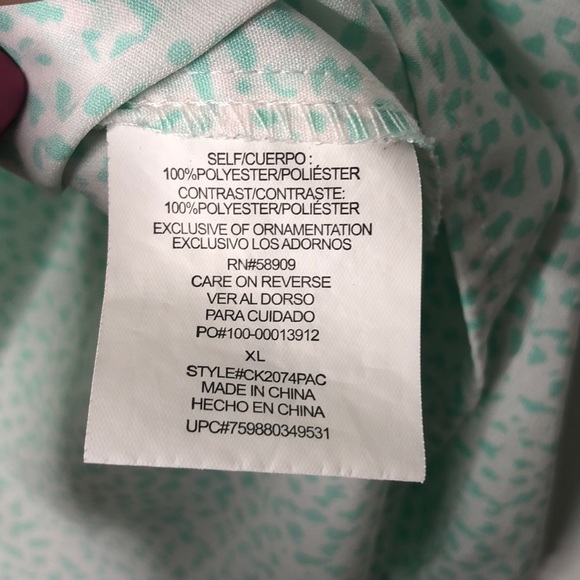 SELF/CUERPO :
100%POLYESTER/POLIÉSTER
CONTRAST/CONTRASTE:
100%POLYESTER/POLIÉSTER
EXCLUSIVE OF ORNAMENTATION
EXCLUSIVO LOS ADORNOS
RN#58909
CARE ON REVERSE
VER AL DORSO
PARA CUIDADO
PO#100-00013912
XL
STYLE#CK2074PAC
MADE IN CHINA
HECHO EN CHINA
UPC#759880349531